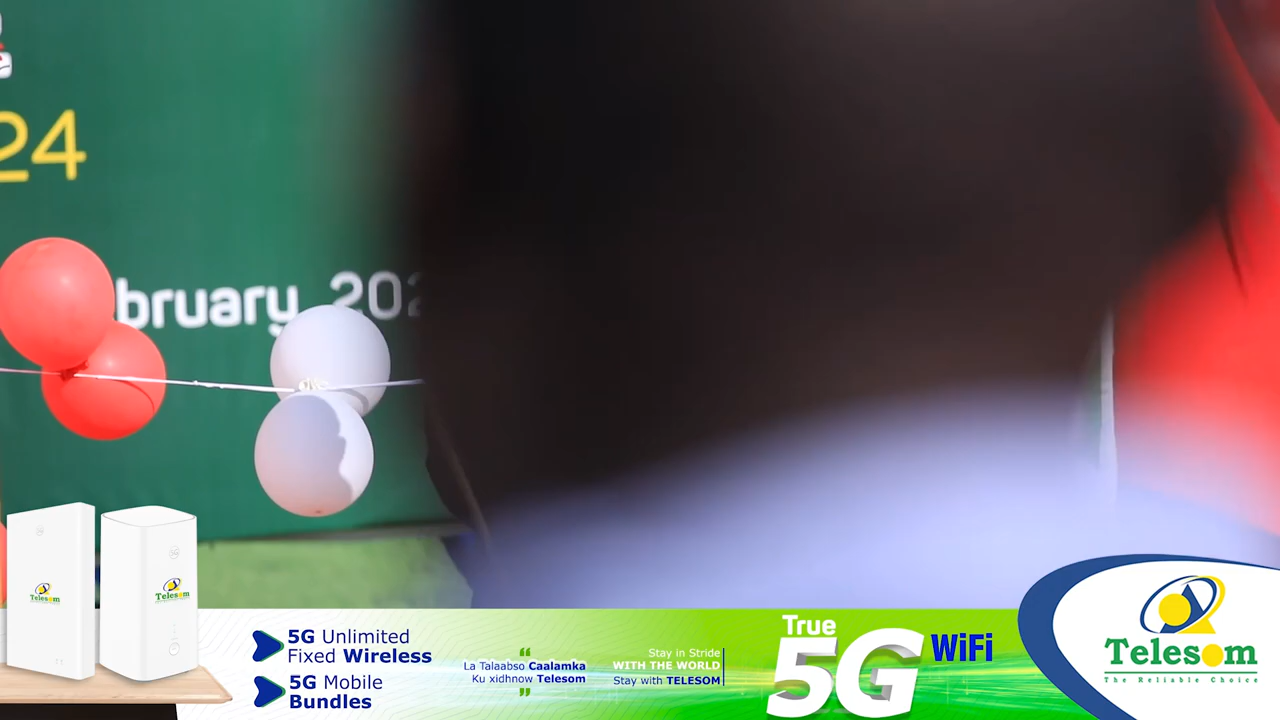 24
bruary 202
5G Unlimited
Fixed Wireless
5G Mobile
Bundles
“
La Talaabso Caalamka
Ku xidhnow Telesom
”
Stay in Stride
WITH THE WORLD
Stay with TELESOM
True
5G WiFi
Telesom
The Reliable Choice
Telesom
Telesom